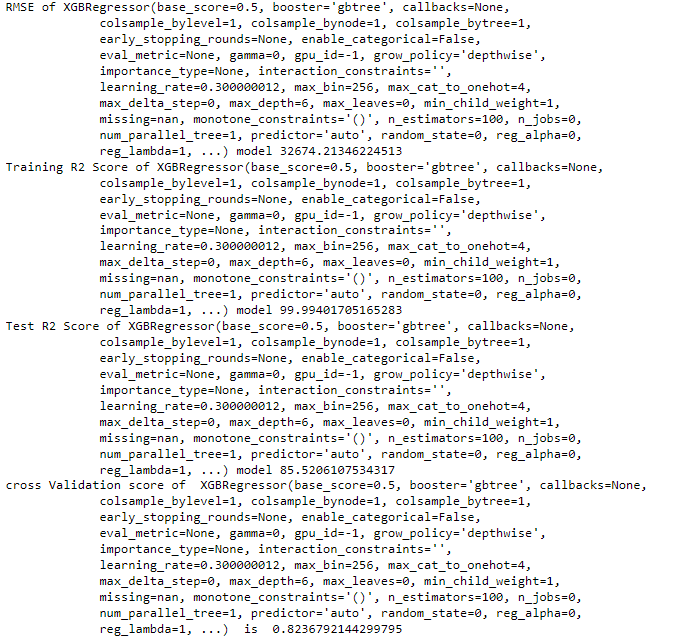 RMSE of XGBRegressor(base_score=0.5, booster='gbtree', callbacks=None,
colsample_bylevel=1, colsample_bynode=1, colsample_bytree=1,
early_stopping_rounds=None, enable_categorical=False,
eval_metric=None, gamma=0, gpu_id=-1, grow_policy='depthwise',
importance_type=None, interaction_constraints='',
learning_rate=0.300000012, max_bin=256, max_cat_to_onehot=4,
max_delta_step=0, max_depth=6, max_leaves=0, min_child_weight=1,
missing=nan, monotone_constraints='()', n_estimators=100, n_jobs=0,
num_parallel_tree=1, predictor='auto', random_state=0, reg_alpha=0,
reg_lambda=1, ...) model 32674.21346224513
Training R2 Score of XGBRegressor(base_score=0.5, booster='gbtree', callbacks=None,
colsample_bylevel=1, colsample_bynode=1, colsample_bytree=1,
early_stopping_rounds=None, enable_categorical=False,
eval_metric=None, gamma=0, gpu_id=-1, grow_policy='depthwise',
importance_type=None, interaction_constraints='',
learning_rate=0.300000012, max_bin=256, max_cat_to_onehot=4,
max_delta_step=0, max_depth=6, max_leaves=0, min_child_weight=1,
missing=nan, monotone_constraints='()', n_estimators=100, n_jobs=0,
num_parallel_tree=1, predictor='auto', random_state=0, reg_alpha=0,
reg_lambda=1, ...) model 99.99401705165283
Test R2 Score of XGBRegressor(base_score=0.5, booster='gbtree', callbacks=None,
colsample_bylevel=1, colsample_bynode=1, colsample_bytree=1,
early_stopping_rounds=None, enable_categorical=False,
eval_metric=None, gamma=0, gpu_id=-1, grow_policy='depthwise',
importance_type=None, interaction_constraints='',
learning_rate=0.300000012, max_bin=256, max_cat_to_onehot=4,
max_delta_step=0, max_depth=6, max_leaves=0, min_child_weight=1,
missing=nan, monotone_constraints='()', n_estimators=100, n_jobs=0,
num_parallel_tree=1, predictor='auto', random_state=0, reg_alpha=0,
reg_lambda=1, ...) model 85.5206107534317
cross Validation score of  XGBRegressor(base_score=0.5, booster='gbtree', callbacks=None,
colsample_bylevel=1, colsample_bynode=1, colsample_bytree=1,
early_stopping_rounds=None, enable_categorical=False,
eval_metric=None, gamma=0, gpu_id=-1, grow_policy='depthwise',
importance_type=None, interaction_constraints='',
learning_rate=0.300000012, max_bin=256, max_cat_to_onehot=4,
max_delta_step=0, max_depth=6, max_leaves=0, min_child_weight=1,
missing=nan, monotone_constraints='()', n_estimators=100, n_jobs=0,
num_parallel_tree=1, predictor='auto', random_state=0, reg_alpha=0,
reg_lambda=1, ...)  is  0.8236792144299795